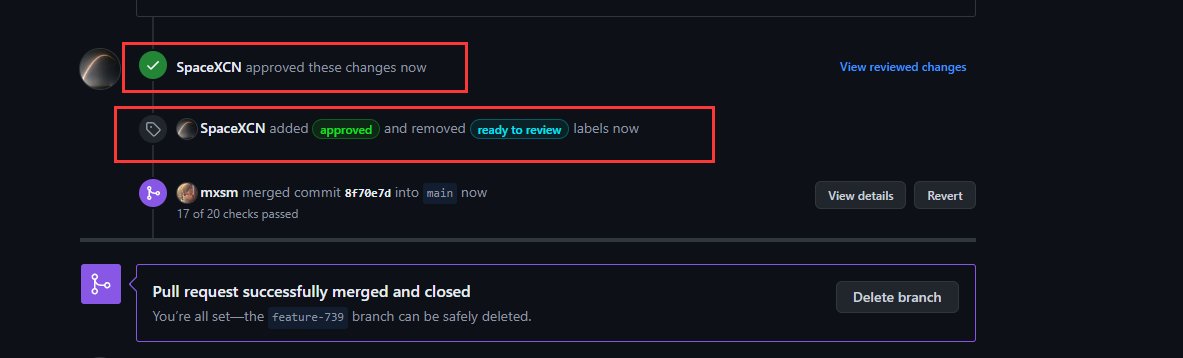 SpaceXCN approved these changes now
View reviewed changes
SpaceXCN added approved and removed ready to review labels now
mxsm merged commit 8f70e7d into main now
View details
Revert
17 of 20 checks passed
Pull request successfully merged and closed
You’re all set—the feature-739 branch can be safely deleted.
Delete branch